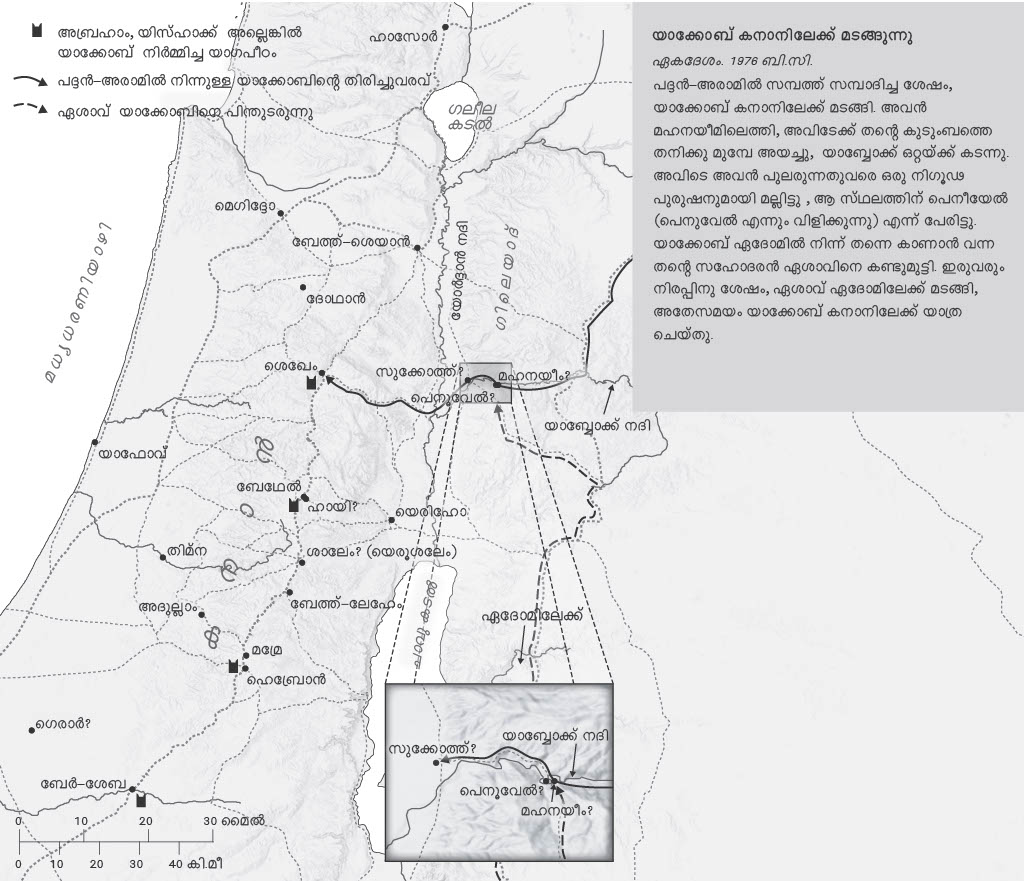 അബ്രഹാം, യിസ്ഹാക്ക് അല്ലെങ്കിൽ
യാക്കോബ് നിർമ്മിച്ച യാഗപീഠം
പദ്ദൻ-അരാമിൽ നിന്നുള്ള യാക്കോബിന്റെ തിരിച്ചുവരവ്
ഏശാവ് യാക്കോബിനെ പിന്തുടരുന്നു
യാക്കോബ് കനാനിലേക്ക് മടങ്ങുന്നു
ഏകദേശം. 1976 ബി.സി.
പദ്ദൻ-അരാമിൽ സമ്പത്ത് സമ്പാദിച്ച ശേഷം,
യാക്കോബ് കനാനിലേക്ക് മടങ്ങി. അവൻ
മഹനയീമിലെത്തി, അവിടേക്ക് തന്റെ കുടുംബത്തെ
തനിക്കു മുമ്പേ അയച്ചു, യാബ്ബോക്ക് ഒറ്റയ്ക്ക് കടന്നു.
അവിടെ അവൻ പുലരുന്നതുവരെ ഒരു നിഗൂഢ
പുരുഷനുമായി മല്ലിട്ടു , ആ സ്ഥലത്തിന് പെനീയേൽ
(പെനുവേൽ എന്നും വിളിക്കുന്നു) എന്ന് പേരിട്ടു.
യാക്കോബ് ഏദോമിൽ നിന്ന് തന്നെ കാണാൻ വന്ന
തന്റെ സഹോദരൻ ഏശാവിനെ കണ്ടുമുട്ടി. ഇരുവരും
നിരപ്പിനു ശേഷം, ഏശാവ് ഏദോമിലേക്ക് മടങ്ങി,
അതേസമയം യാക്കോബ് കനാനിലേക്ക് യാത്ര
ചെയ്തു.
ഹാസോർ
ഗലീല
കടൽ
മെഗിദ്ദോ
ബേത്ത്-ശെയാൻ
യോർദ്ദാൻ നദി
ഗിലെയാദ്
മധ്യധരണിയാഴി
ദോഥാൻ
ശെഖേം
സുക്കോത്ത്?
മഹനയീം?
പെനുവേൽ?
യാബ്ബോക്ക് നദി
യാഫോവ്
ബേഥേൽ
ഹായി?
യെരിഹോ
തിമ്ന
ശാലേം? (യെരൂശലേം)
ബേത്ത്-ലേഹേം
അദുല്ലാം
ഏദോമിലേക്ക്
ചാവു കടൽ
മമ്രേ
ഹെബ്രോൻ
ഗെരാർ?
ബേർ-ശേബ
സുക്കോത്ത്?
യാബ്ബോക്ക് നദി
പെനുവേൽ?
മഹനയീം?
0 10 20 30 മൈൽ
0 10 20 30 40 കി.മീ